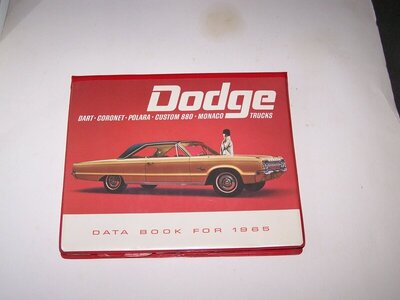 Dodge
DART · CORONET · POLARA · CUSTOM 880 · MONACO TRUCKS
DATA BOOK FOR 1965